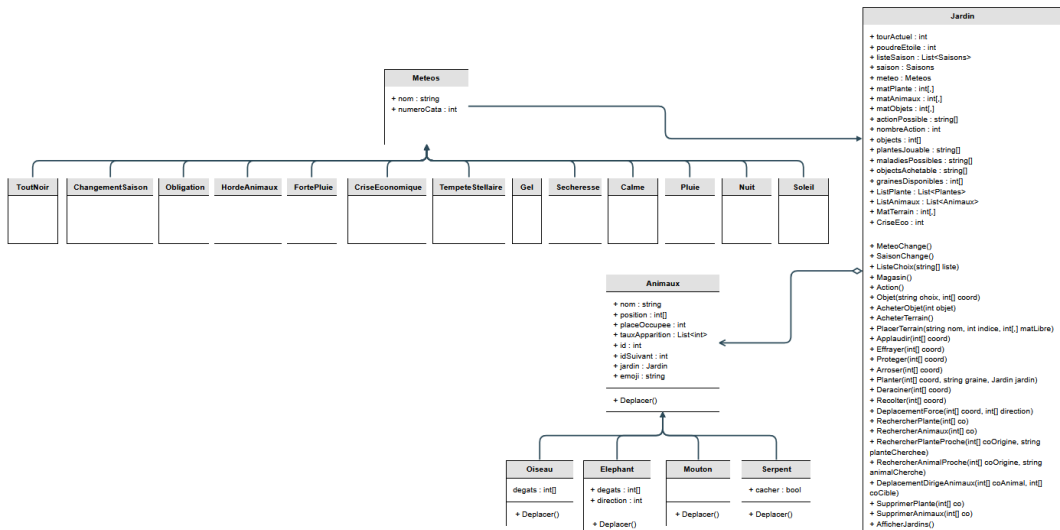 Jardin
+ tourActuel : int
+ poudreEtoile : int
+ listeSaison : List<Saisons>
+ saison : Saisons
+ meteo : Meteos
+ matPlante : int[,]
+ matAnimaux : int[,]
+ matObjets : int[,]
+ actionPossible : string[]
+ nombreAction : int
+ objects : int[]
+ plantesJouable : string[]
+ maladiesPossibles : string[]
+ objectsAchetable : string[]
+ grainesDisponibles : int[]
+ ListPlante : List<Plantes>
+ ListAnimaux : List<Animaux>
+ MatTerrain : int[,]
+ CriseEco : int
+ MeteoChange()
+ SaisonChange()
+ ListeChoix(string[] liste)
+ Magasin()
+ Action()
+ Objet(string choix, int[] coord)
+ AcheterObjet(int objet)
+ AcheterTerrain()
+ PlacerTerrain(string nom, int indice, int[,] matLibre)
+ Applaudir(int[] coord)
+ Effrayer(int[] coord)
+ Proteger(int[] coord)
+ Arroser(int[] coord)
+ Planter(int[] coord, string graine, Jardin jardin)
+ Deraciner(int[] coord)
+ Recolter(int[] coord)
+ DeplacementForce(int[] coord, int[] direction)
+ RechercherPlante(int[] co)
+ RechercherAnimaux(int[] co)
+ RechercherPlanteProche(int[] coOrigine, string
planteCherchee)
+ RechercherAnimalProche(int[] coOrigine, string
animalCherche)
+ DeplacementDirigeAnimaux(int[] coAnimal, int[]
coCible)
+ SupprimerPlante(int[] co)
+ SupprimerAnimaux(int[] co)
+ AfficherJardins()
Meteos
+ nom : string
+ numeroCata : int
ToutNoir
ChangementSaison
Obligation
HordeAnimaux
FortePluie
CriseEconomique
TempeteStellaire
Gel
Secheresse
Calme
Pluie
Nuit
Soleil
Animaux
+ nom : string
+ position : int[]
+ placeOccupee : int
+ tauxApparition : List<int>
+ id : int
+ idSuivant : int
+ jardin : Jardin
+ emoji : string
+ Deplacer()
Oiseau
degats : int[]
+ Deplacer()
Elephant
+ degats : int[]
+ direction : int
+ Deplacer()
Mouton
+ Deplacer()
Serpent
+ cacher : bool
+ Deplacer()